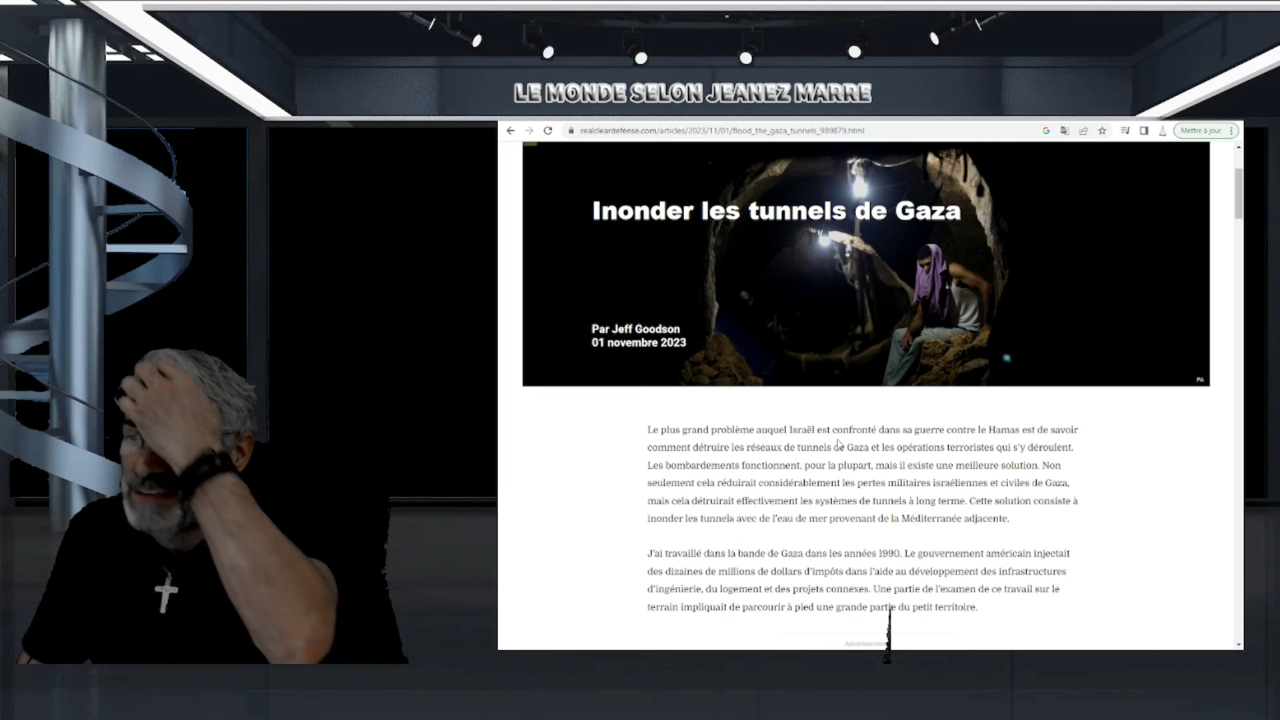 LE MONDE SELON JEANEZ MARRE
realcleardefense.com/articles/2023/11/01/flood_the_gaza_tunnels_989879.html
Mettre à jour
Inonder les tunnels de Gaza
Par Jeff Goodson
01 novembre 2023
Le plus grand problème auquel Israël est confronté dans sa guerre contre le Hamas est de savoir
comment détruire les réseaux de tunnels de Gaza et les opérations terroristes qui s'y déroulent.
Les bombardements fonctionnent, pour la plupart, mais il existe une meilleure solution. Non
seulement cela réduirait considérablement les pertes militaires israéliennes et civiles de Gaza,
mais cela détruirait effectivement les systèmes de tunnels à long terme. Cette solution consiste à
inonder les tunnels avec de l'eau de mer provenant de la Méditerranée adjacente.
J'ai travaillé dans la bande de Gaza dans les années 1990. Le gouvernement américain injectait
des dizaines de millions de dollars d'impôts dans l'aide au développement des infrastructures
d'ingénierie, du logement et des projets connexes. Une partie de l'examen de ce travail sur le
terrain impliquait de parcourir à pied une grande partie du petit territoire.